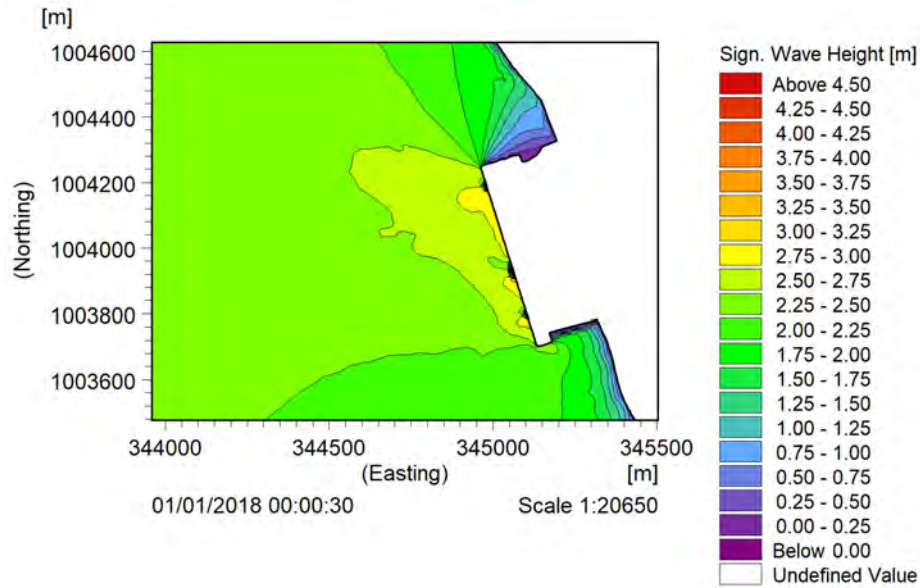 [m]
1004600
1004400
1004200
1004000
1003800
1003600
(Northing)
344000 344500 345000 345500
(Easting) [m]
01/01/2018 00:00:30 Scale 1:20650
Sign. Wave Height [m]
Above 4.50
4.25 - 4.50
4.00 - 4.25
3.75 - 4.00
3.50 - 3.75
3.25 - 3.50
3.00 - 3.25
2.75 - 3.00
2.50 - 2.75
2.25 - 2.50
2.00 - 2.25
1.75 - 2.00
1.50 - 1.75
1.25 - 1.50
1.00 - 1.25
0.75 - 1.00
0.50 - 0.75
0.25 - 0.50
0.00 - 0.25
Below 0.00
Undefined Value